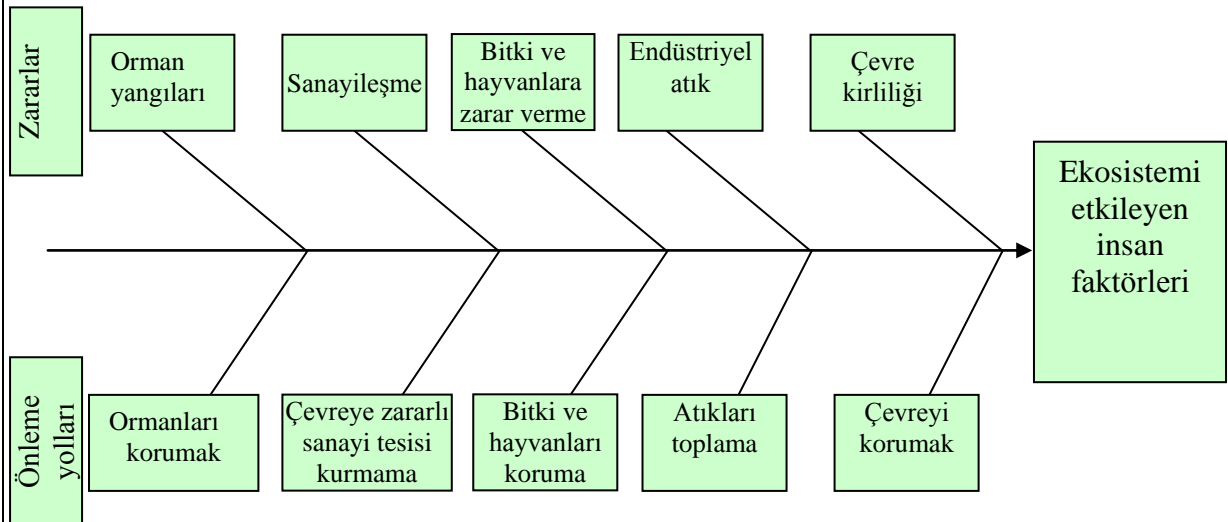 Zararlar
Orman
yangıları
Sanayileşme
Bitki ve
hayvanlara
zarar verme
Endüstriyel
atık
Çevre
kirliliği
Ekosistemi
etkileyen
insan
faktörleri
Önleme
yolları
Ormanları
korumak
Çevreye zararlı
sanayi tesisi
kurmama
Bitki ve
hayvanları
koruma
Atıkları
toplama
Çevreyi
korumak